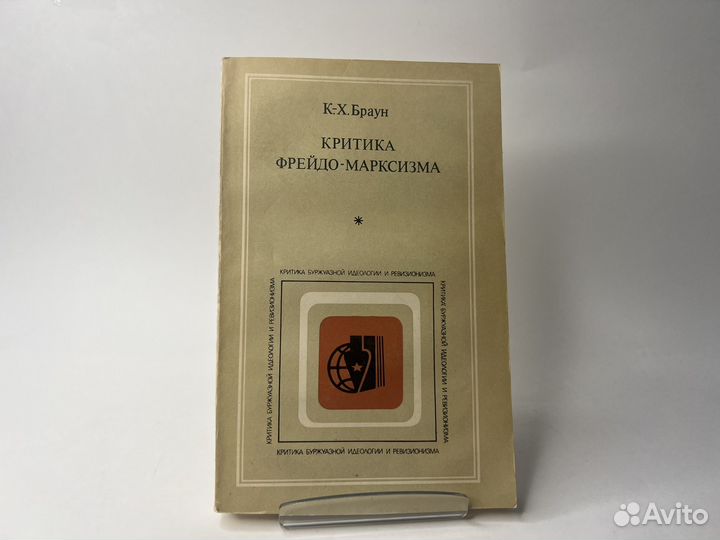 К.-Х. Браун
КРИТИКА
ФРЕЙДО-МАРКСИЗМА
*
КРИТИКА БУРЖУАЗНОЙ ИДЕОЛОГИИ И РЕВИЗИОНИЗМА
КРИТИКА БУРЖУАЗНОЙ ИДЕОЛОГИИ И РЕВИЗИОНИЗМА
КРИТИКА БУРЖУАЗНОЙ ИДЕОЛОГИИ И РЕВИЗИОНИЗМА
КРИТИКА БУРЖУАЗНОЙ ИДЕОЛОГИИ И РЕВИЗИОНИЗМА
Avito